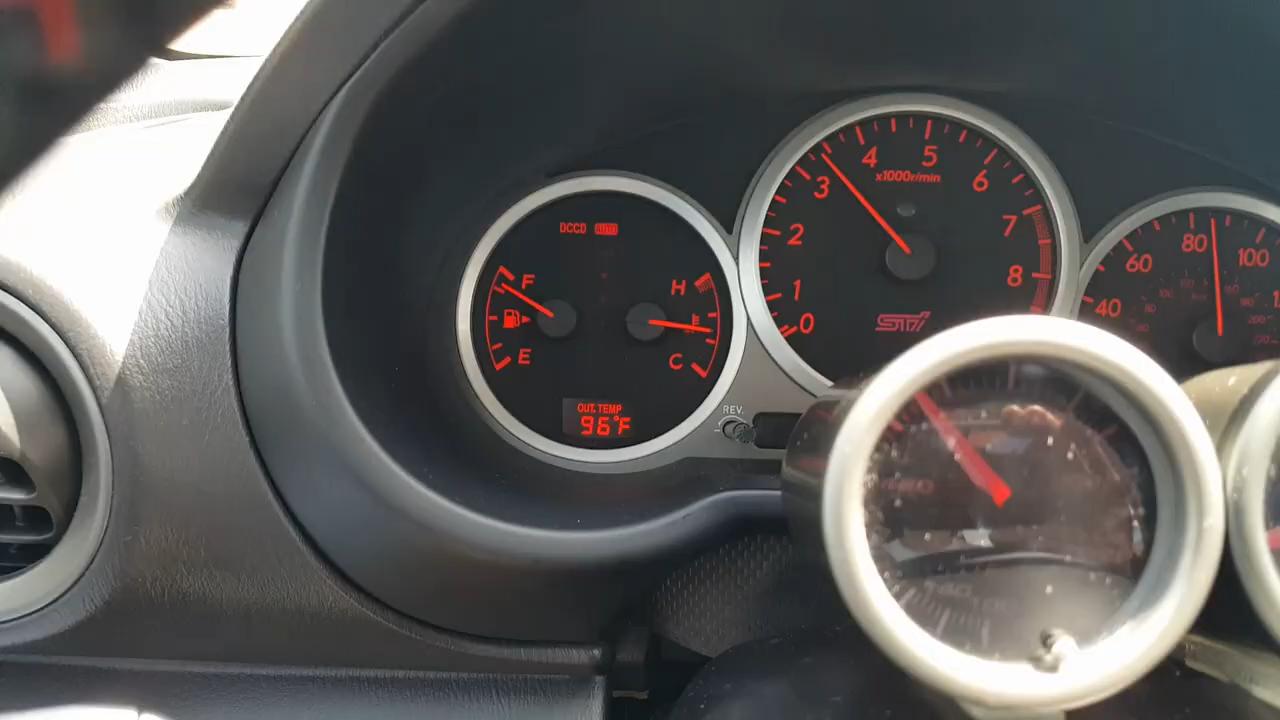 DCCD AUTO
F
E
H
C
OUT. TEMP
96°F
REV.
0
1
2
3
4
5
6
7
8
x1000r/min
STI
40
60
80
100